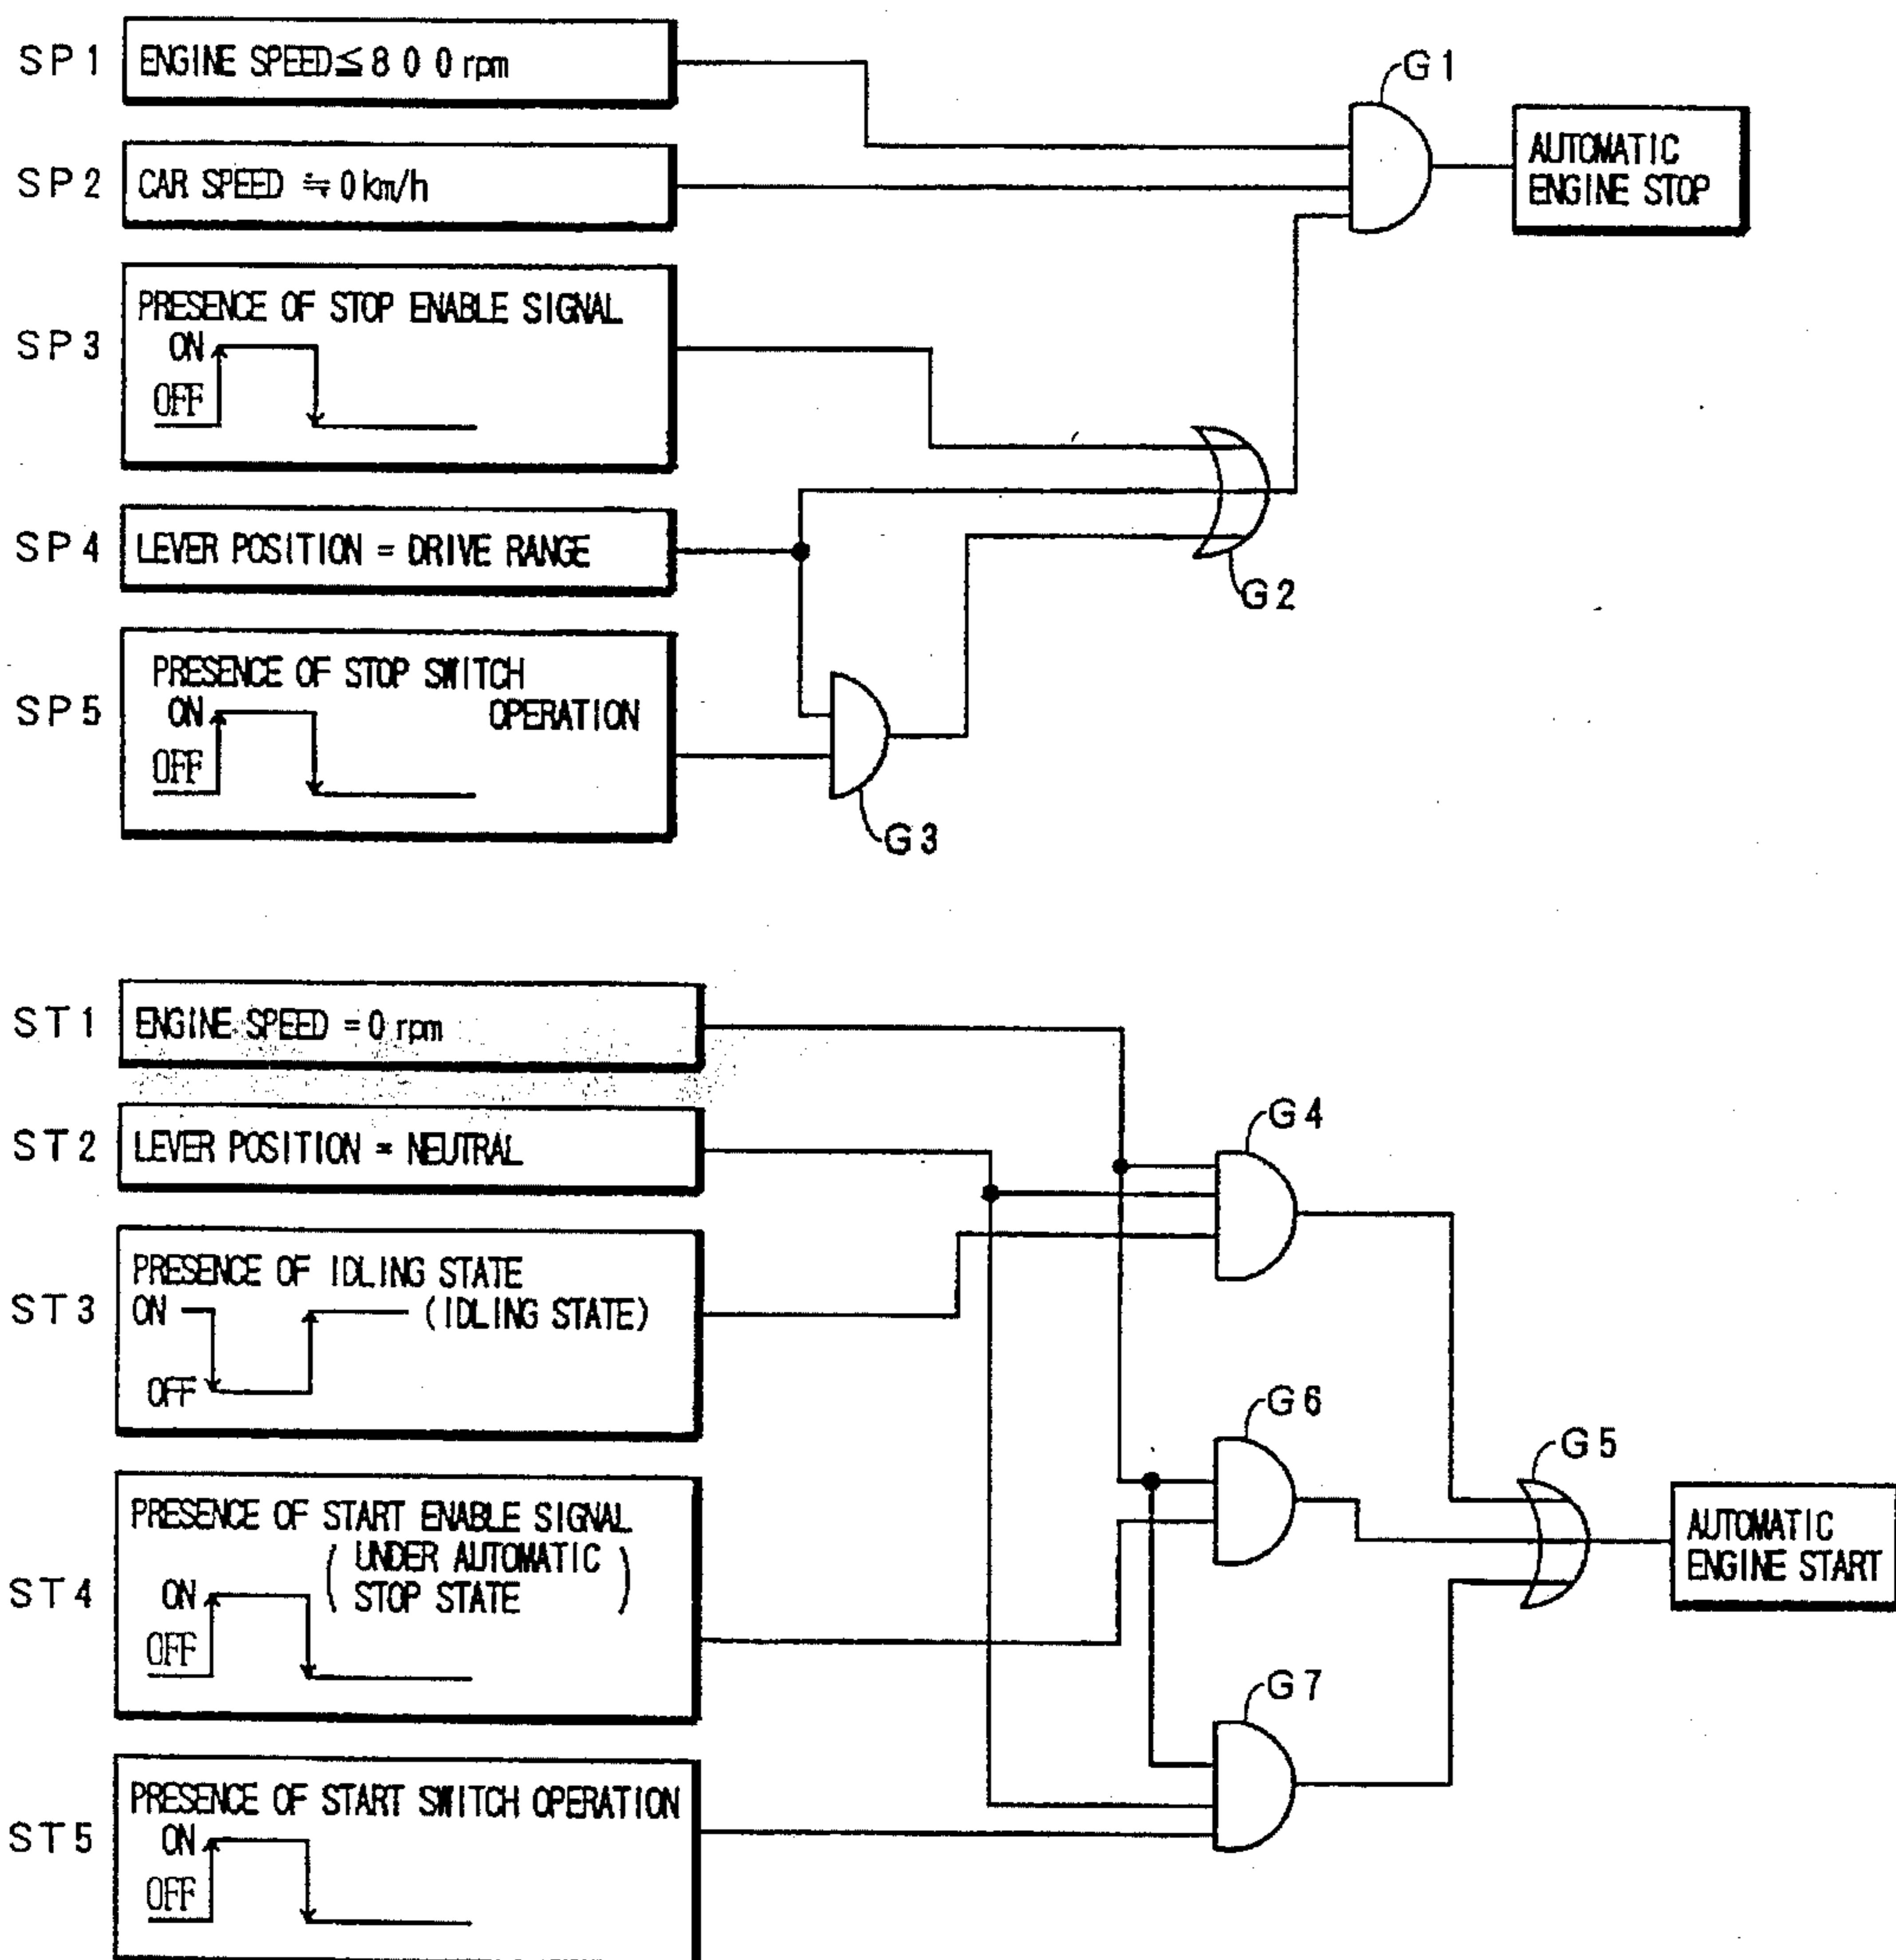 SP1 ENGINE SPEED≦800rpm
G1
AUTOMATIC
ENGINE STOP
SP2 CAR SPEED ≒0km/h
SP3 PRESENCE OF STOP ENABLE SIGNAL
ON
OFF
SP4 LEVER POSITION = DRIVE RANGE
G2
SP5 PRESENCE OF STOP SWITCH
OPERATION
ON
OFF
G3
ST1 ENGINE SPEED =0 rpm
ST2 LEVER POSITION = NEUTRAL
G4
ST3 PRESENCE OF IDLING STATE
ON (IDLING STATE)
OFF
G6
G5
ST4 PRESENCE OF START ENABLE SIGNAL
( UNDER AUTOMATIC
STOP STATE )
ON
OFF
AUTOMATIC
ENGINE START
G7
ST5 PRESENCE OF START SWITCH OPERATION
ON
OFF